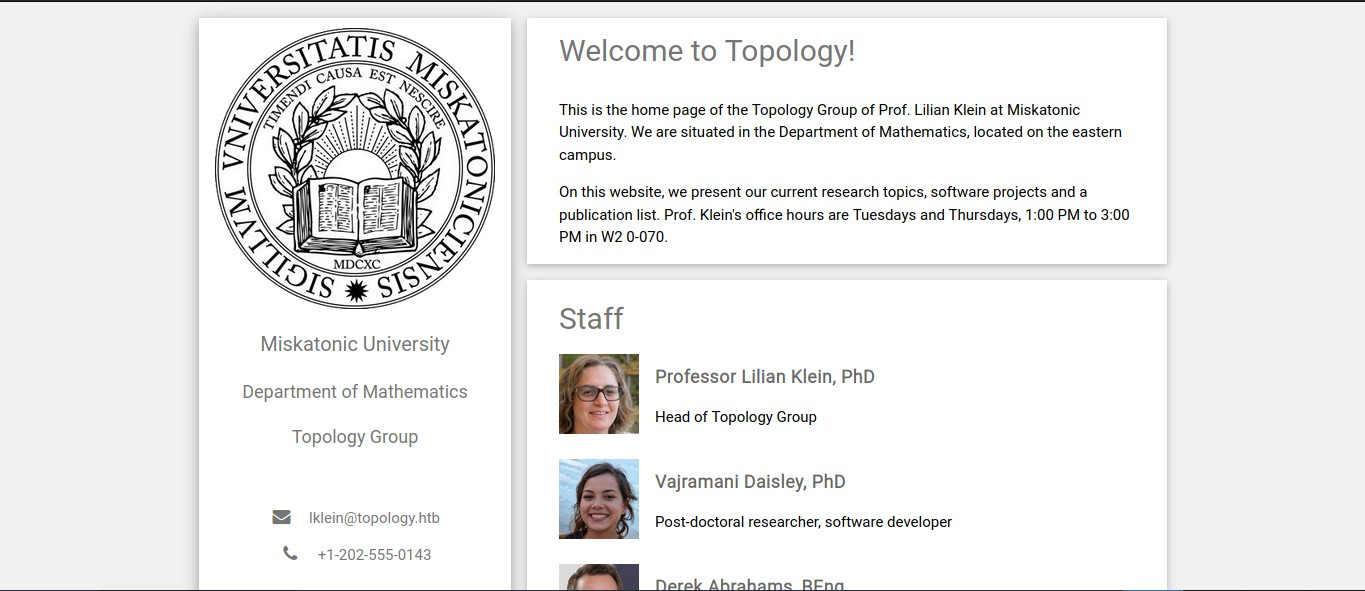 SIGILLVM VNIVERSITATIS MISKATONICIENSIS
TIMENDI CAUSA EST NESCIRE
MDCXC
Miskatonic University
Department of Mathematics
Topology Group
lklein@topology.htb
+1-202-555-0143
Welcome to Topology!
This is the home page of the Topology Group of Prof. Lilian Klein at Miskatonic
University. We are situated in the Department of Mathematics, located on the eastern
campus.
On this website, we present our current research topics, software projects and a
publication list. Prof. Klein's office hours are Tuesdays and Thursdays, 1:00 PM to 3:00
PM in W2 0-070.
Staff
Professor Lilian Klein, PhD
Head of Topology Group
Vajramani Daisley, PhD
Post-doctoral researcher, software developer
Derek Abrahams, BEng